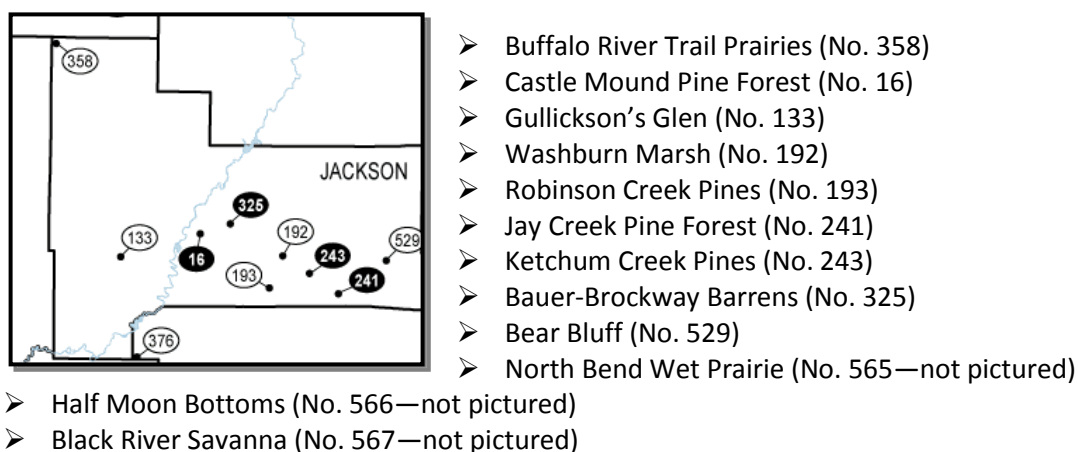 358
JACKSON
325
133
192
529
16
243
193
241
376
➢ Buffalo River Trail Prairies (No. 358)
➢ Castle Mound Pine Forest (No. 16)
➢ Gullickson’s Glen (No. 133)
➢ Washburn Marsh (No. 192)
➢ Robinson Creek Pines (No. 193)
➢ Jay Creek Pine Forest (No. 241)
➢ Ketchum Creek Pines (No. 243)
➢ Bauer-Brockway Barrens (No. 325)
➢ Bear Bluff (No. 529)
➢ North Bend Wet Prairie (No. 565—not pictured)
➢ Half Moon Bottoms (No. 566—not pictured)
➢ Black River Savanna (No. 567—not pictured)